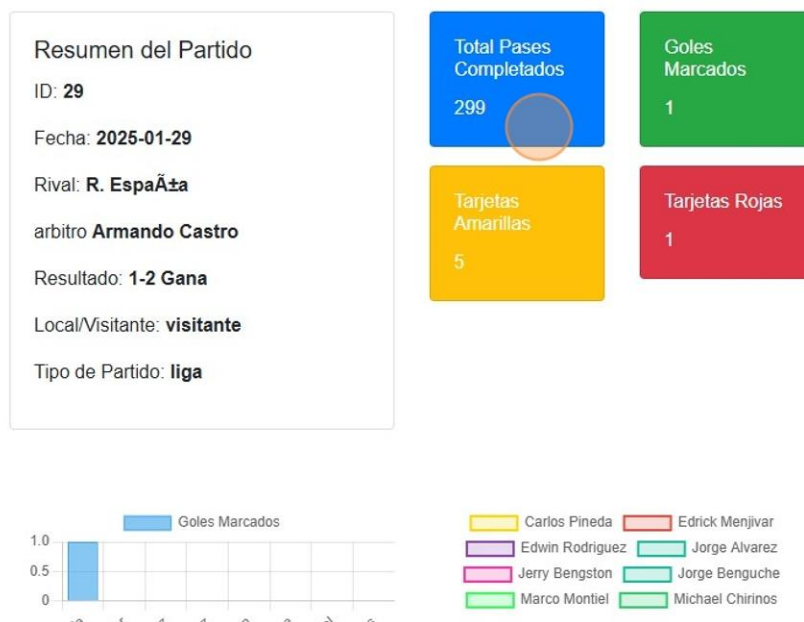 Resumen del Partido
ID: 29
Fecha: 2025-01-29
Rival: R. EspaÃ±a
arbitro Armando Castro
Resultado: 1-2 Gana
Local/Visitante: visitante
Tipo de Partido: liga
Total Pases
Completados
299
Goles
Marcados
1
Tarjetas
Amarillas
5
Tarjetas Rojas
1
Goles Marcados
1.0
0.5
0
Carlos Pineda Edrick Menjivar
Edwin Rodriguez Jorge Alvarez
Jerry Bengston Jorge Benguche
Marco Montiel Michael Chirinos